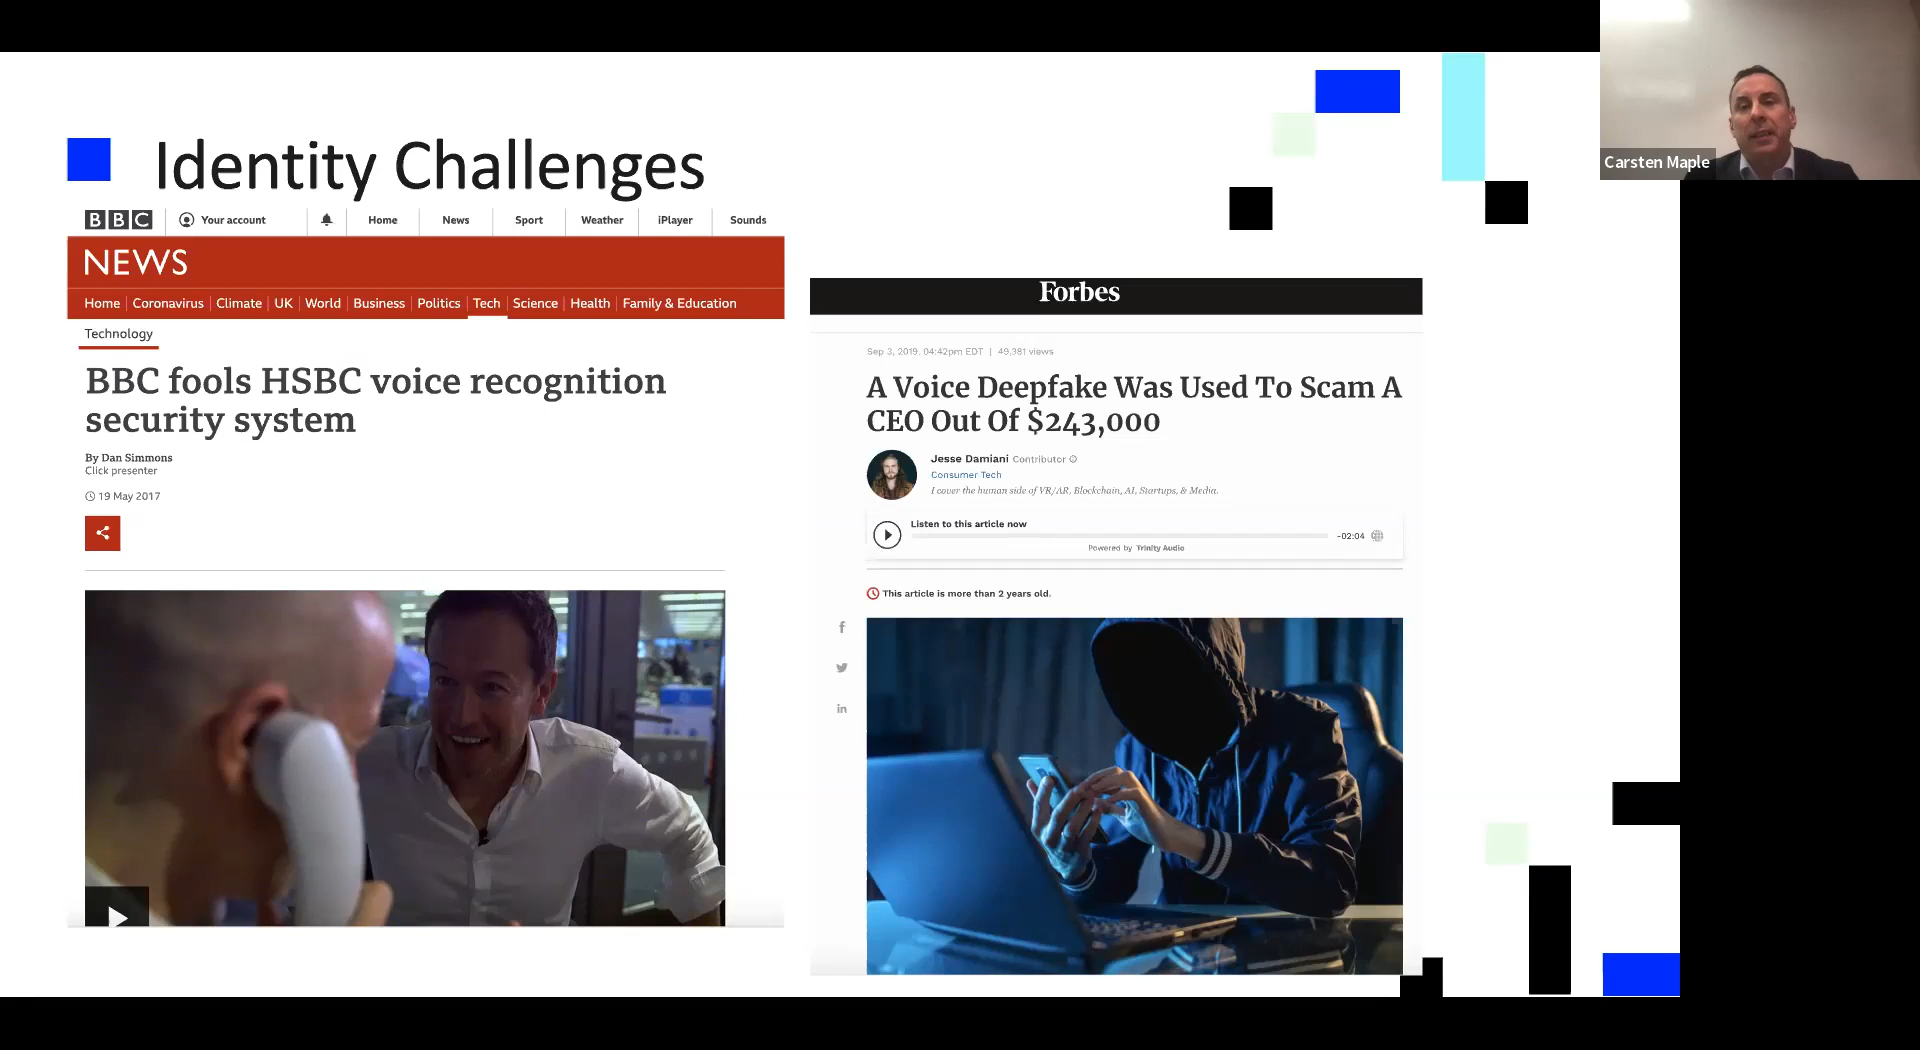 Carsten Maple
Identity Challenges
BBC
Your account
Home
News
Sport
Weather
iPlayer
Sounds
NEWS
Home
Coronavirus
Climate
UK
World
Business
Politics
Tech
Science
Health
Family & Education
Technology
BBC fools HSBC voice recognition
security system
By Dan Simmons
Click presenter
19 May 2017
Forbes
Sep 3, 2019, 04:42pm EDT | 49,381 views
A Voice Deepfake Was Used To Scam A
CEO Out Of $243,000
Jesse Damiani Contributor
Consumer Tech
I cover the human side of VR/AR, Blockchain, AI, Startups, & Media.
Listen to this article now
-02:04
Powered by Trinity Audio
This article is more than 2 years old.